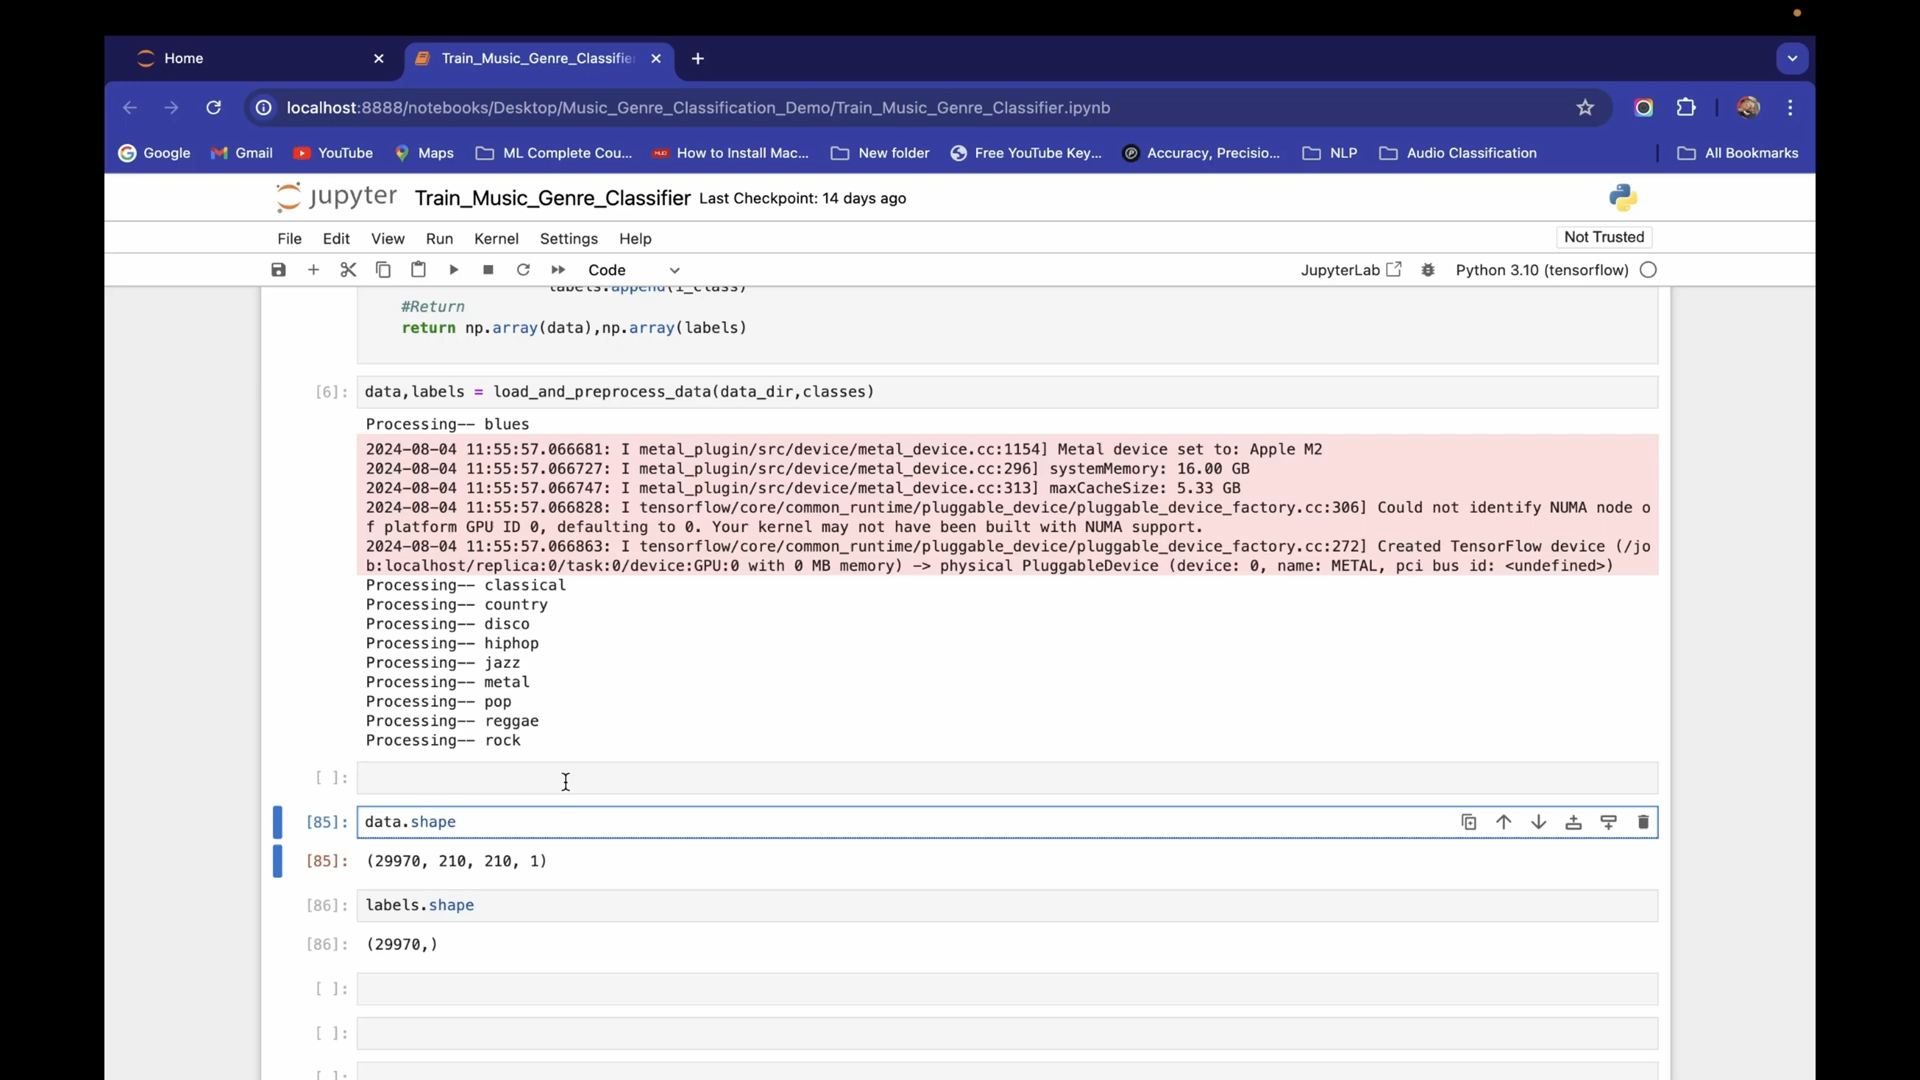 Home
Train_Music_Genre_Classifie
localhost:8888/notebooks/Desktop/Music_Genre_Classification_Demo/Train_Music_Genre_Classifier.ipynb
Google Gmail YouTube Maps ML Complete Cou... How to Install Mac... New folder Free YouTube Key... Accuracy, Precisio... NLP Audio Classification All Bookmarks
jupyter Train_Music_Genre_Classifier Last Checkpoint: 14 days ago
File Edit View Run Kernel Settings Help Not Trusted
Code JupyterLab Python 3.10 (tensorflow)
labels.append(i_class)
#Return
return np.array(data),np.array(labels)
[6]: data,labels = load_and_preprocess_data(data_dir,classes)
Processing-- blues
2024-08-04 11:55:57.066681: I metal_plugin/src/device/metal_device.cc:1154] Metal device set to: Apple M2
2024-08-04 11:55:57.066727: I metal_plugin/src/device/metal_device.cc:296] systemMemory: 16.00 GB
2024-08-04 11:55:57.066747: I metal_plugin/src/device/metal_device.cc:313] maxCacheSize: 5.33 GB
2024-08-04 11:55:57.066828: I tensorflow/core/common_runtime/pluggable_device/pluggable_device_factory.cc:306] Could not identify NUMA node o
f platform GPU ID 0, defaulting to 0. Your kernel may not have been built with NUMA support.
2024-08-04 11:55:57.066863: I tensorflow/core/common_runtime/pluggable_device/pluggable_device_factory.cc:272] Created TensorFlow device (/jo
b:localhost/replica:0/task:0/device:GPU:0 with 0 MB memory) -> physical PluggableDevice (device: 0, name: METAL, pci bus id: <undefined>)
Processing-- classical
Processing-- country
Processing-- disco
Processing-- hiphop
Processing-- jazz
Processing-- metal
Processing-- pop
Processing-- reggae
Processing-- rock
[ ]:
[85]: data.shape
[85]: (29970, 210, 210, 1)
[86]: labels.shape
[86]: (29970,)
[ ]:
[ ]:
[ ]: